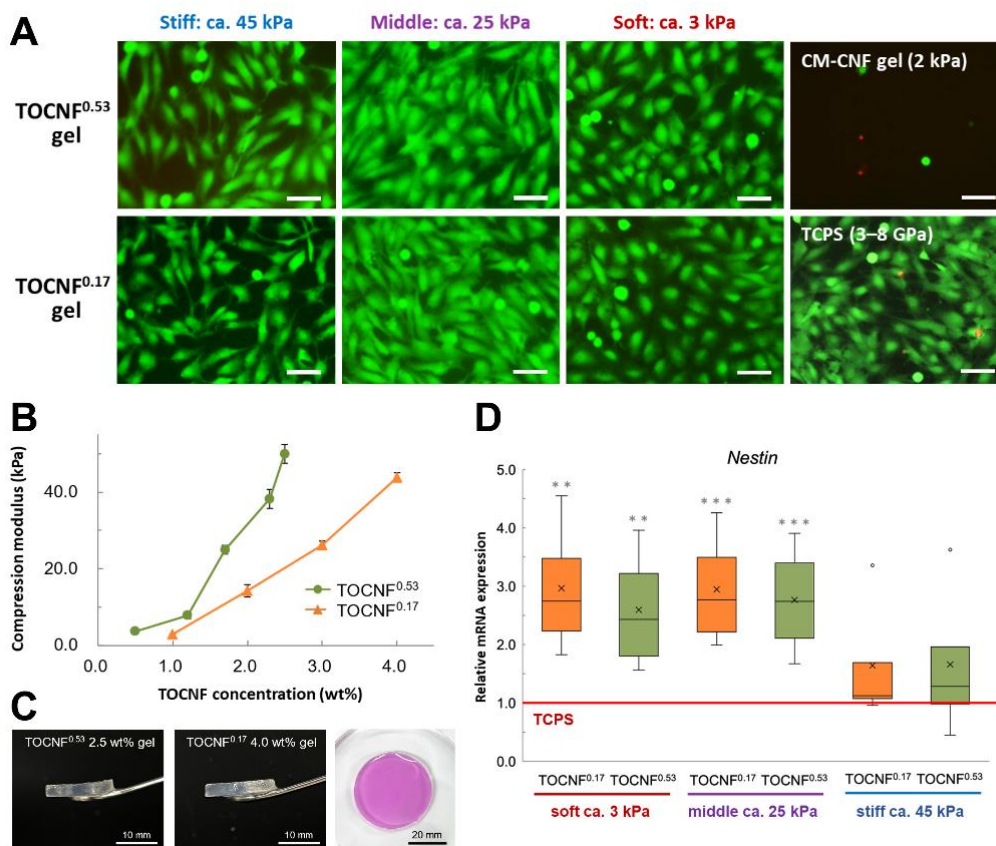 A
Stiff: ca. 45 kPa
Middle: ca. 25 kPa
Soft: ca. 3 kPa
TOCNF0.53
gel
CM-CNF gel (2 kPa)
TOCNF0.17
gel
TCPS (3–8 GPa)
B
Compression modulus (kPa)
40.0
20.0
0.0
0.0
1.0
2.0
3.0
4.0
TOCNF0.53
TOCNF0.17
TOCNF concentration (wt%)
C
TOCNF0.53 2.5 wt% gel
10 mm
TOCNF0.17 4.0 wt% gel
10 mm
20 mm
D
Nestin
Relative mRNA expression
5.0
4.0
3.0
2.0
1.0
0.0
**
**
***
***
TCPS
TOCNF0.17 TOCNF0.53
TOCNF0.17 TOCNF0.53
TOCNF0.17 TOCNF0.53
soft ca. 3 kPa
middle ca. 25 kPa
stiff ca. 45 kPa